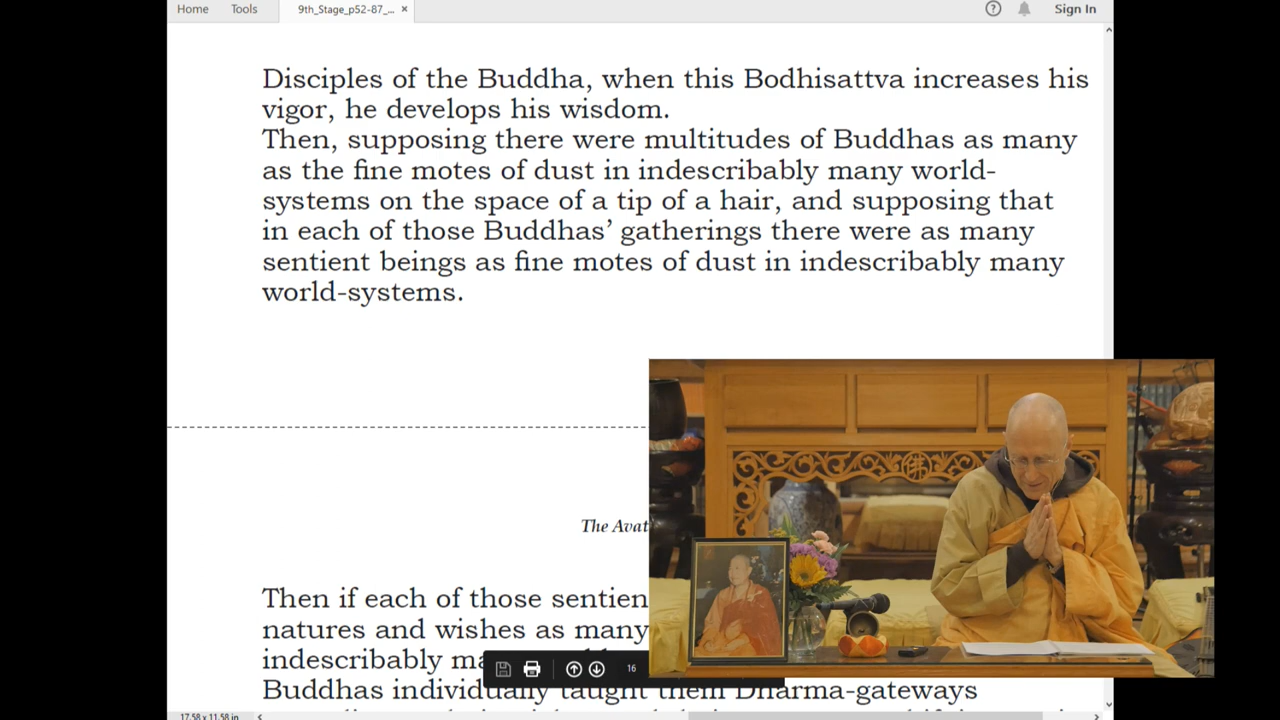 Home Tools 9th_Stage_p52-87_... × ? Sign In
Disciples of the Buddha, when this Bodhisattva increases his
vigor, he develops his wisdom.
Then, supposing there were multitudes of Buddhas as many
as the fine motes of dust in indescribably many world-
systems on the space of a tip of a hair, and supposing that
in each of those Buddhas’ gatherings there were as many
sentient beings as fine motes of dust in indescribably many
world-systems.
The Avat
Then if each of those sentien
natures and wishes as many
indescribably ma
16
Buddhas individually taught them Dharma-gateways
17.58 x 11.58 in